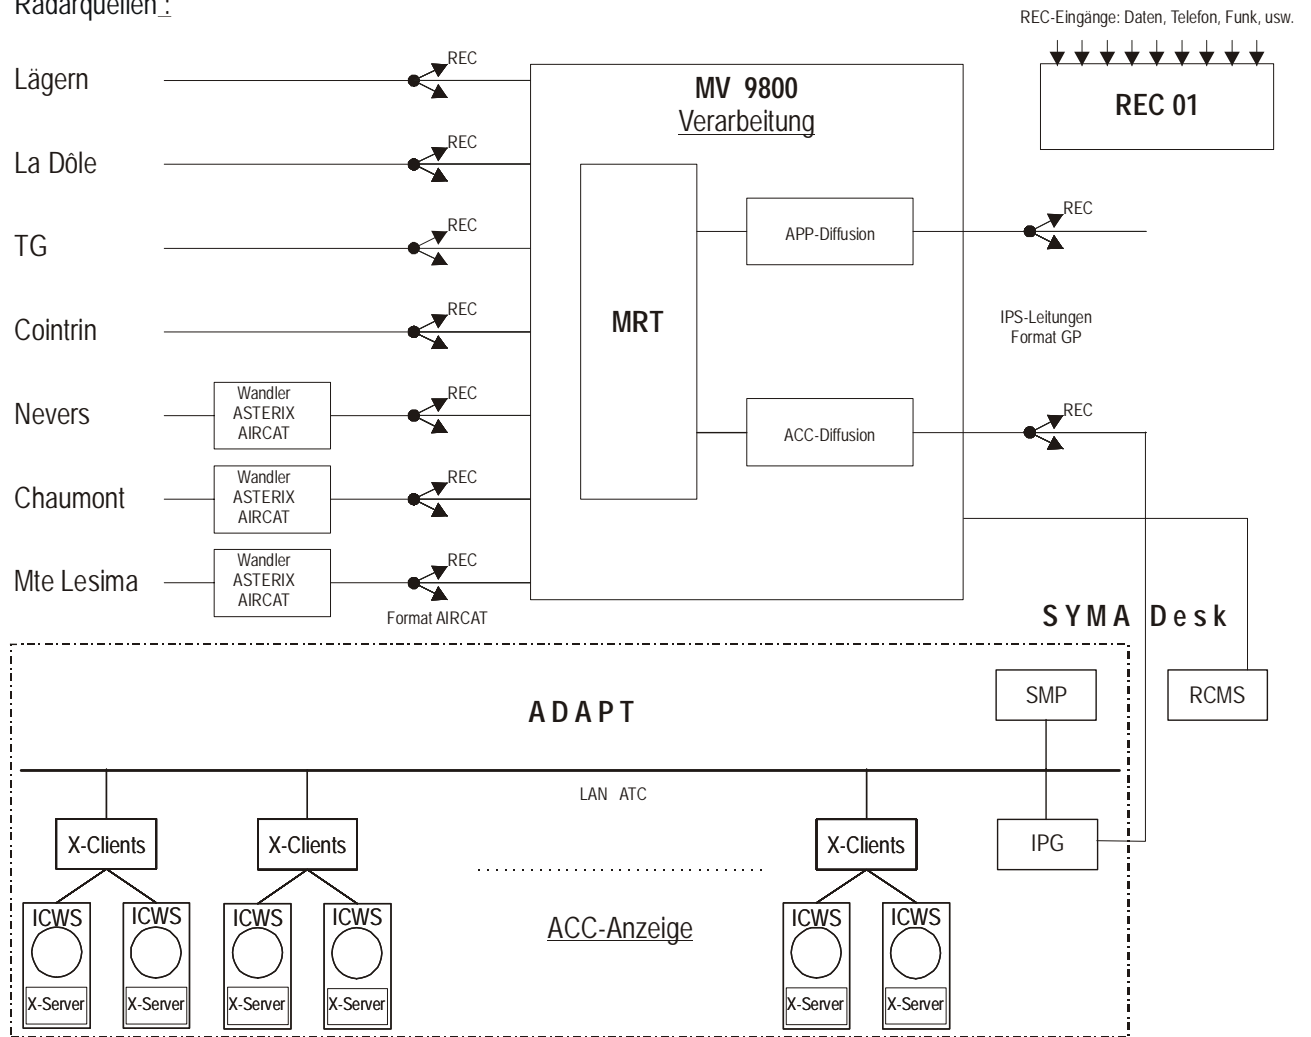 Radarquellen :
REC-Eingänge: Daten, Telefon, Funk, usw.
REC 01
Lägern
REC
MV 9800
Verarbeitung
La Dôle
REC
TG
REC
APP-Diffusion
REC
Cointrin
REC
MRT
IPS-Leitungen
Format GP
Nevers
Wandler
ASTERIX
AIRCAT
REC
ACC-Diffusion
REC
Chaumont
Wandler
ASTERIX
AIRCAT
REC
Mte Lesima
Wandler
ASTERIX
AIRCAT
REC
Format AIRCAT
SYMA Desk
ADAPT
SMP
RCMS
LAN ATC
X-Clients
X-Clients
X-Clients
IPG
ICWS
ICWS
ICWS
ICWS
ICWS
ICWS
ACC-Anzeige
X-Server
X-Server
X-Server
X-Server
X-Server
X-Server